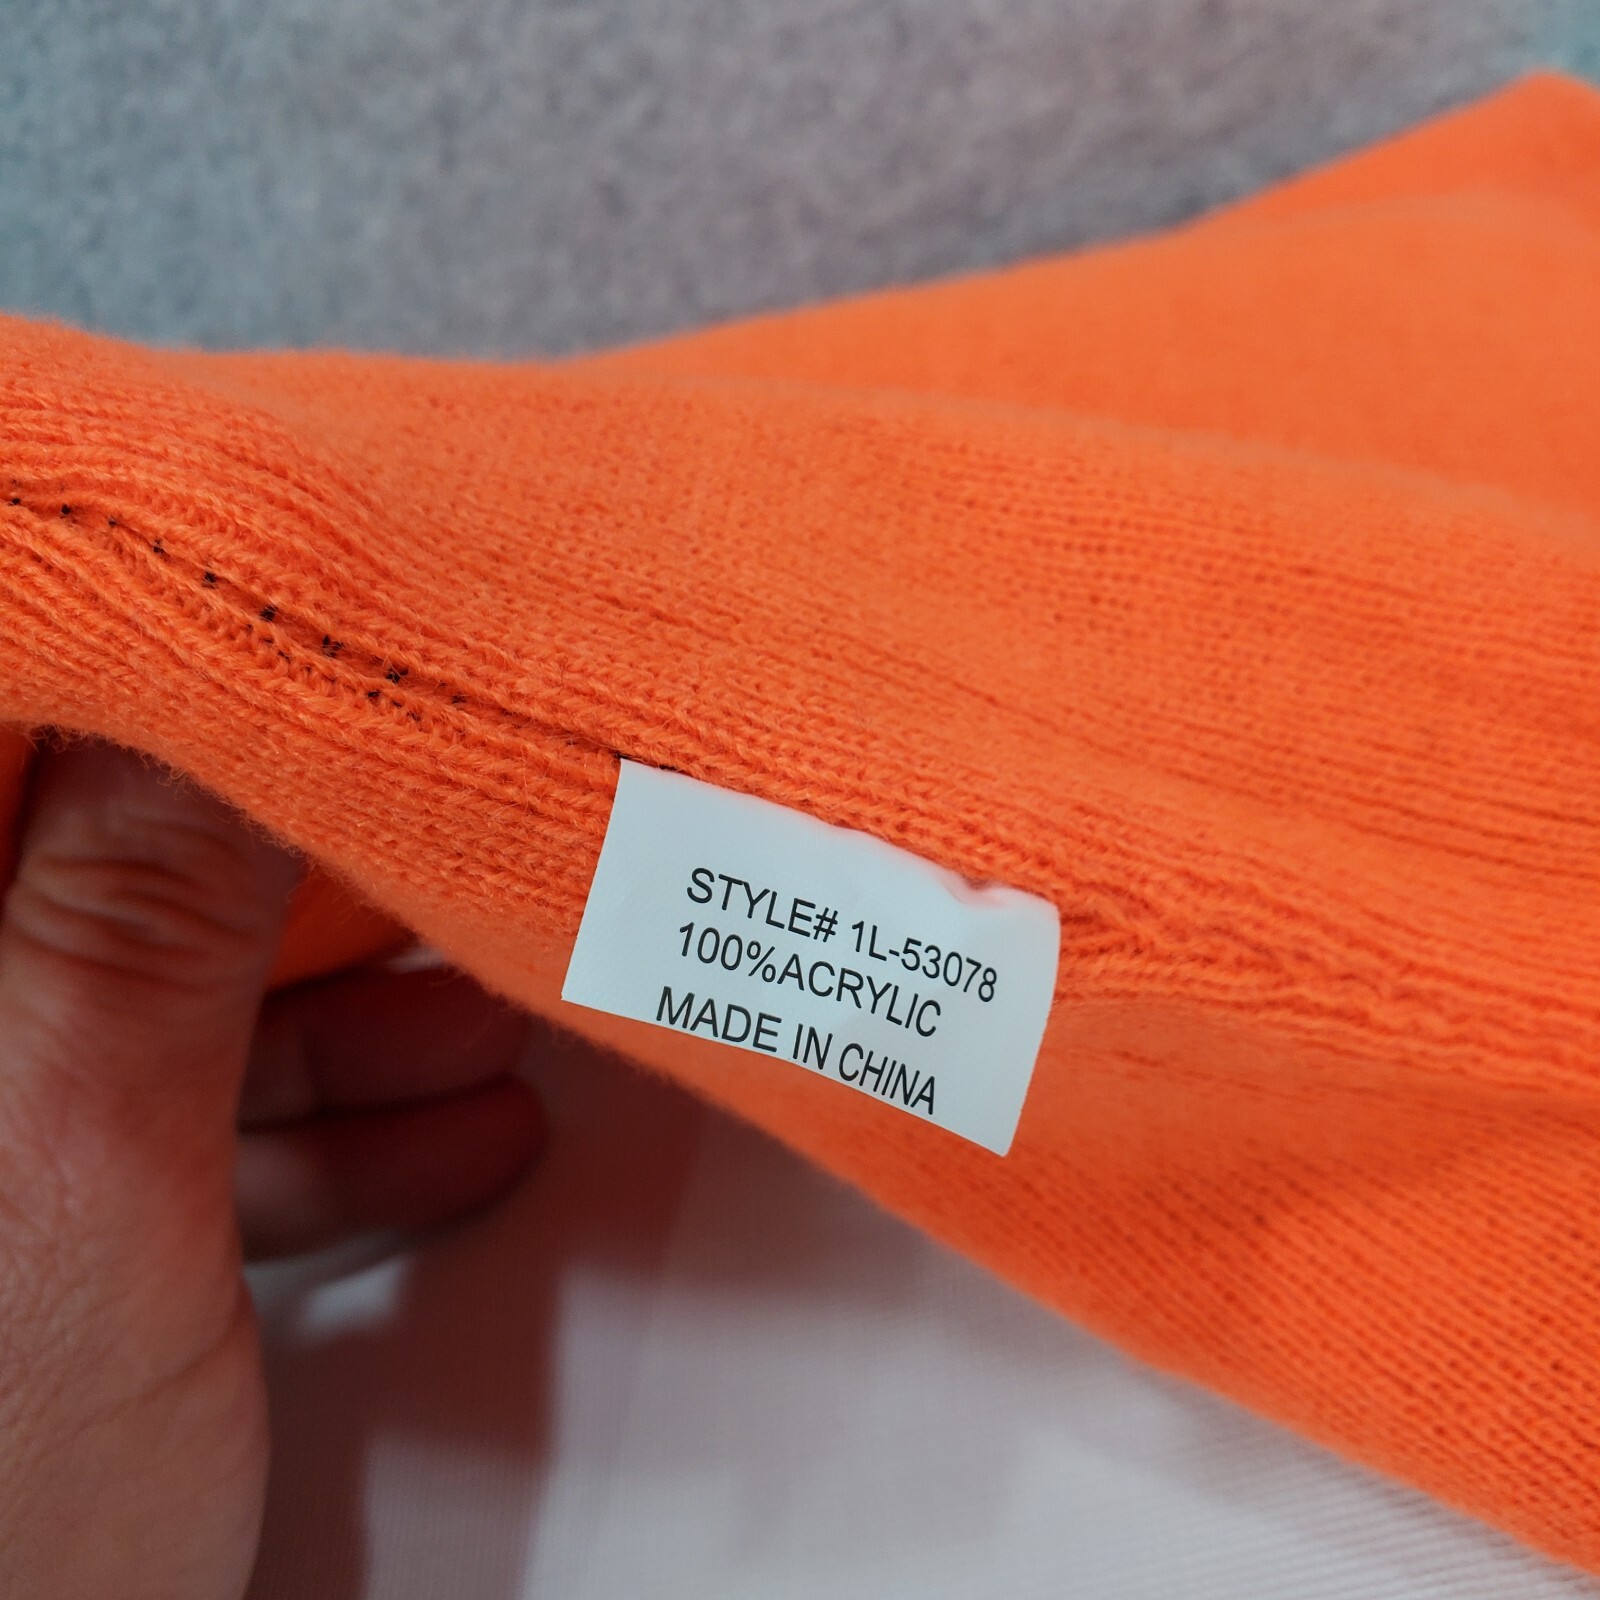 STYLE# 1L-53078
100%ACRYLIC
MADE IN CHINA